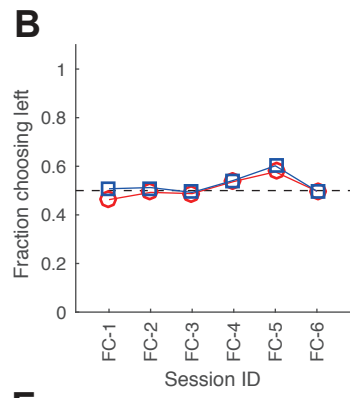 B
Fraction choosing left
1
0.8
0.6
0.4
0.2
0
FC-1
FC-2
FC-3
FC-4
FC-5
FC-6
Session ID